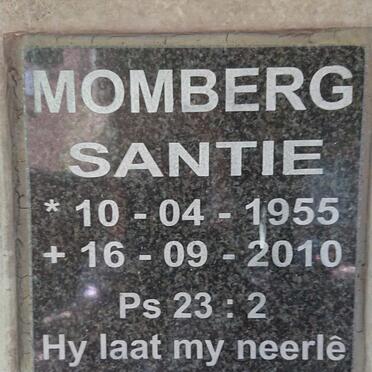 MOMBERG
SANTIE
* 10 - 04 - 1955
+ 16 - 09 - 2010
Ps 23 : 2
Hy laat my neerlê